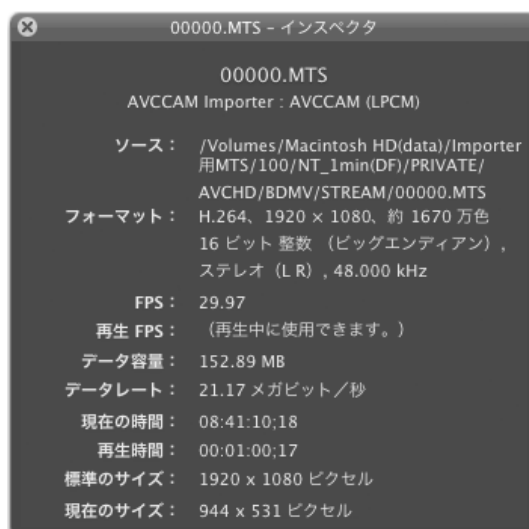 00000.MTS – インスペクタ
00000.MTS
AVCCAM Importer : AVCCAM (LPCM)
ソース： /Volumes/Macintosh HD(data)/Importer
用MTS/100/NT_1min(DF)/PRIVATE/
AVCHD/BDMV/STREAM/00000.MTS
フォーマット： H.264、1920 × 1080、約 1670 万色
16 ビット 整数 （ビッグエンディアン）,
ステレオ（L R）, 48.000 kHz
FPS： 29.97
再生 FPS： （再生中に使用できます。）
データ容量： 152.89 MB
データレート： 21.17 メガビット／秒
現在の時間： 08:41:10;18
再生時間： 00:01:00;17
標準のサイズ： 1920 x 1080 ピクセル
現在のサイズ： 944 x 531 ピクセル